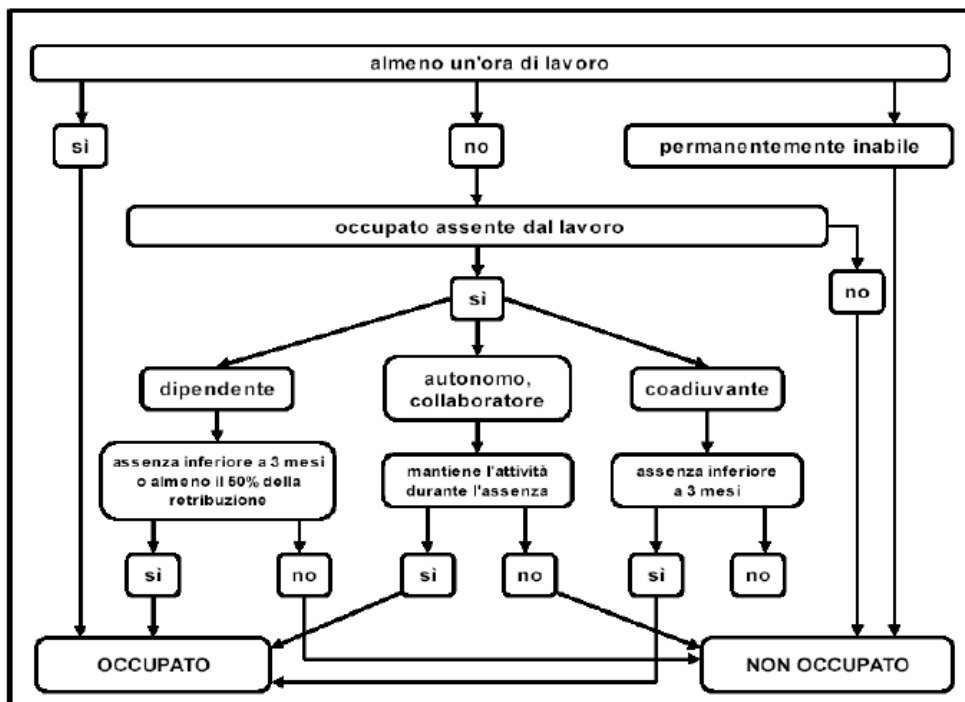 almeno un'ora di lavoro
sì
no
permanentemente inabile
occupato assente dal lavoro
sì
no
dipendente
autonomo,
collaboratore
coadiuvante
assenza inferiore a 3 mesi
o almeno il 50% della
retribuzione
mantiene l'attività
durante l'assenza
assenza inferiore
a 3 mesi
sì
no
sì
no
sì
no
OCCUPATO
NON OCCUPATO